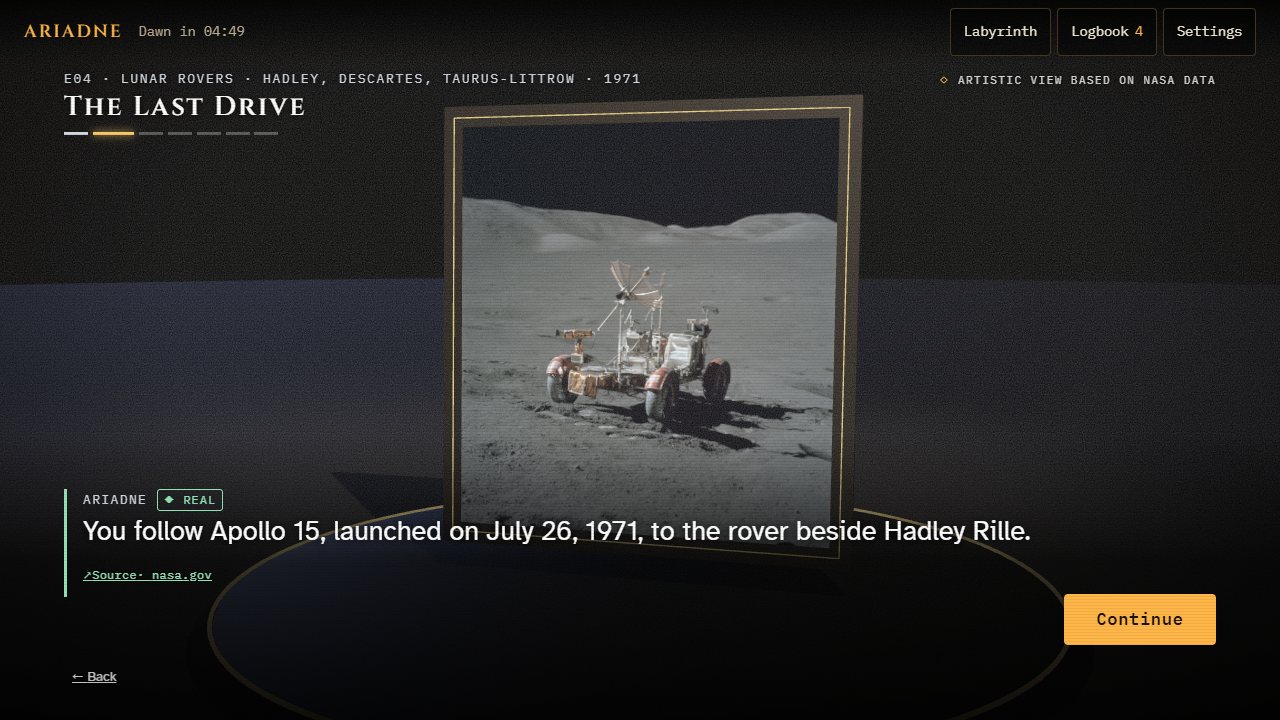 ARIADNE Dawn in 04:49 Labyrinth Logbook 4 Settings
E04 · LUNAR ROVERS · HADLEY, DESCARTES, TAURUS-LITTROW · 1971
◇ ARTISTIC VIEW BASED ON NASA DATA
The Last Drive
ARIADNE ◆ REAL
You follow Apollo 15, launched on July 26, 1971, to the rover beside Hadley Rille.
↗Source· nasa.gov
Continue
← Back